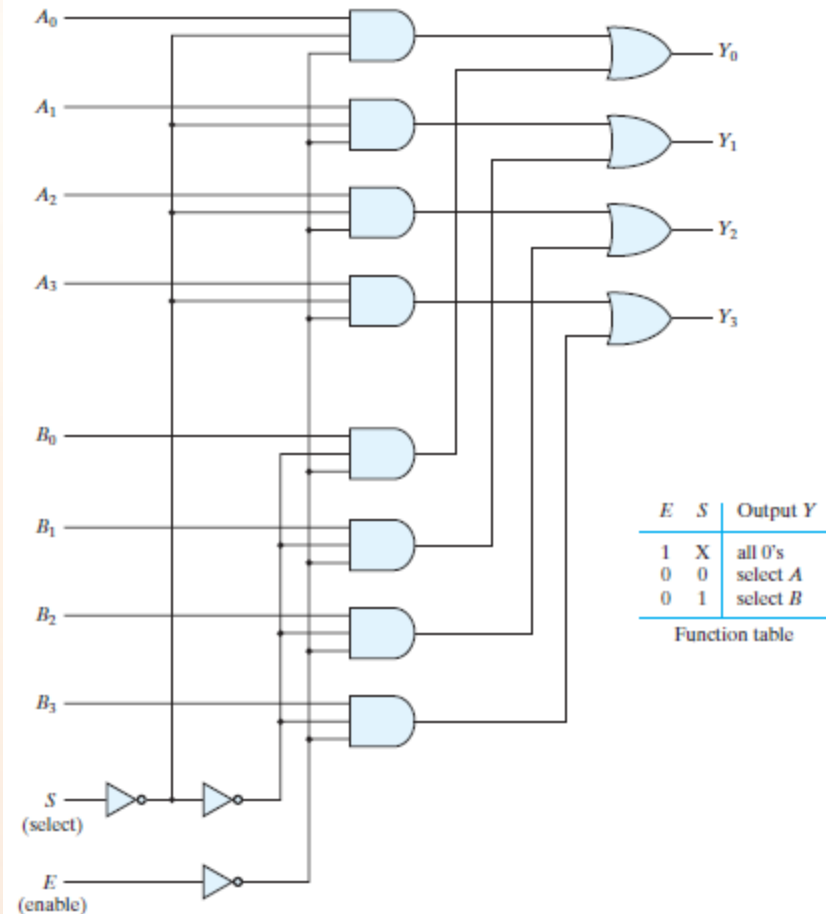 A₀
Y₀
A₁
Y₁
A₂
Y₂
A₃
Y₃
B₀
B₁
B₂
B₃
E S Output Y
1 X all 0's
0 0 select A
0 1 select B
Function table
S
(select)
E
(enable)